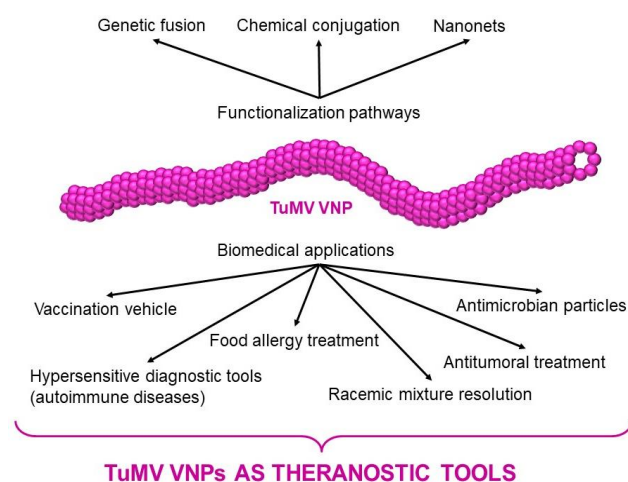 Genetic fusion
Chemical conjugation
Nanonets
Functionalization pathways
TuMV VNP
Biomedical applications
Vaccination vehicle
Antimicrobian particles
Food allergy treatment
Antitumoral treatment
Hypersensitive diagnostic tools
(autoimmune diseases)
Racemic mixture resolution
TuMV VNPs AS THERANOSTIC TOOLS